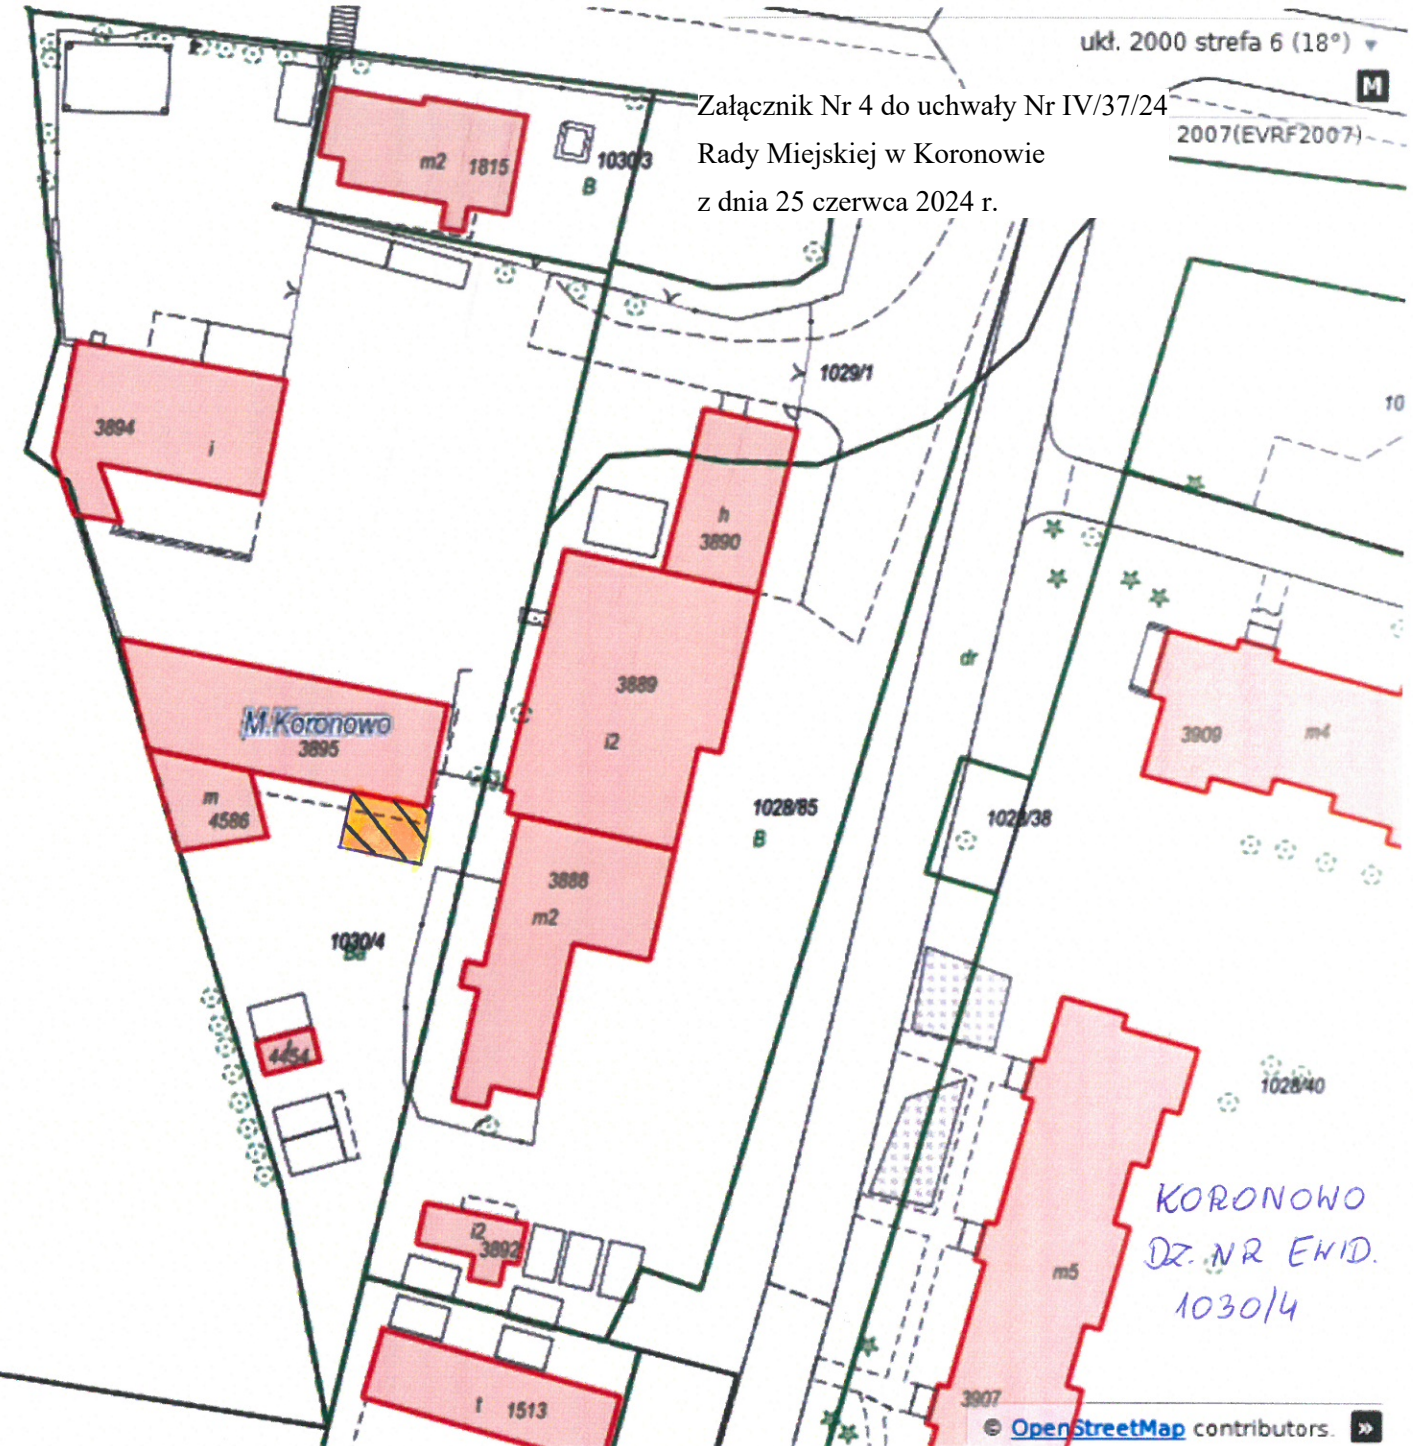 ukł. 2000 strefa 6 (18°)
M
Załącznik Nr 4 do uchwały Nr IV/37/24
2007(EVRF2007)
Rady Miejskiej w Koronowie
z dnia 25 czerwca 2024 r.
m2 1815
1030/3
B
1029/1
10
3894
i
h
3890
3889
i2
dr
M.Koronowo
3895
3909 m4
m
4586
1028/85
B
1028/38
3888
m2
1030/4
Ba
4454
1028/40
KORONOWO
DZ. NR EWID.
1030/4
i2
3892
m5
t 1513
3907
© OpenStreetMap contributors. »